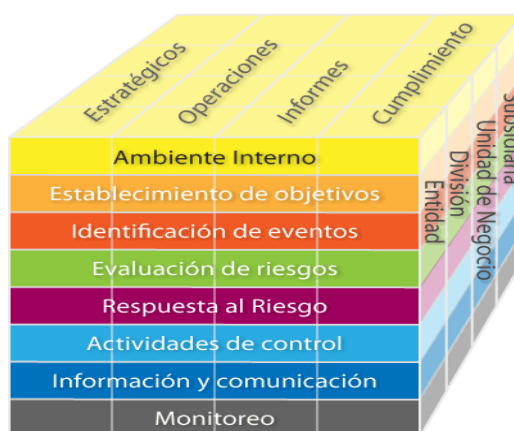 Estratégicos
Operaciones
Informes
Cumplimiento
Ambiente Interno
Establecimiento de objetivos
Identificación de eventos
Evaluación de riesgos
Respuesta al Riesgo
Actividades de control
Información y comunicación
Monitoreo
Entidad
División
Unidad de Negocio
Subsidiaria